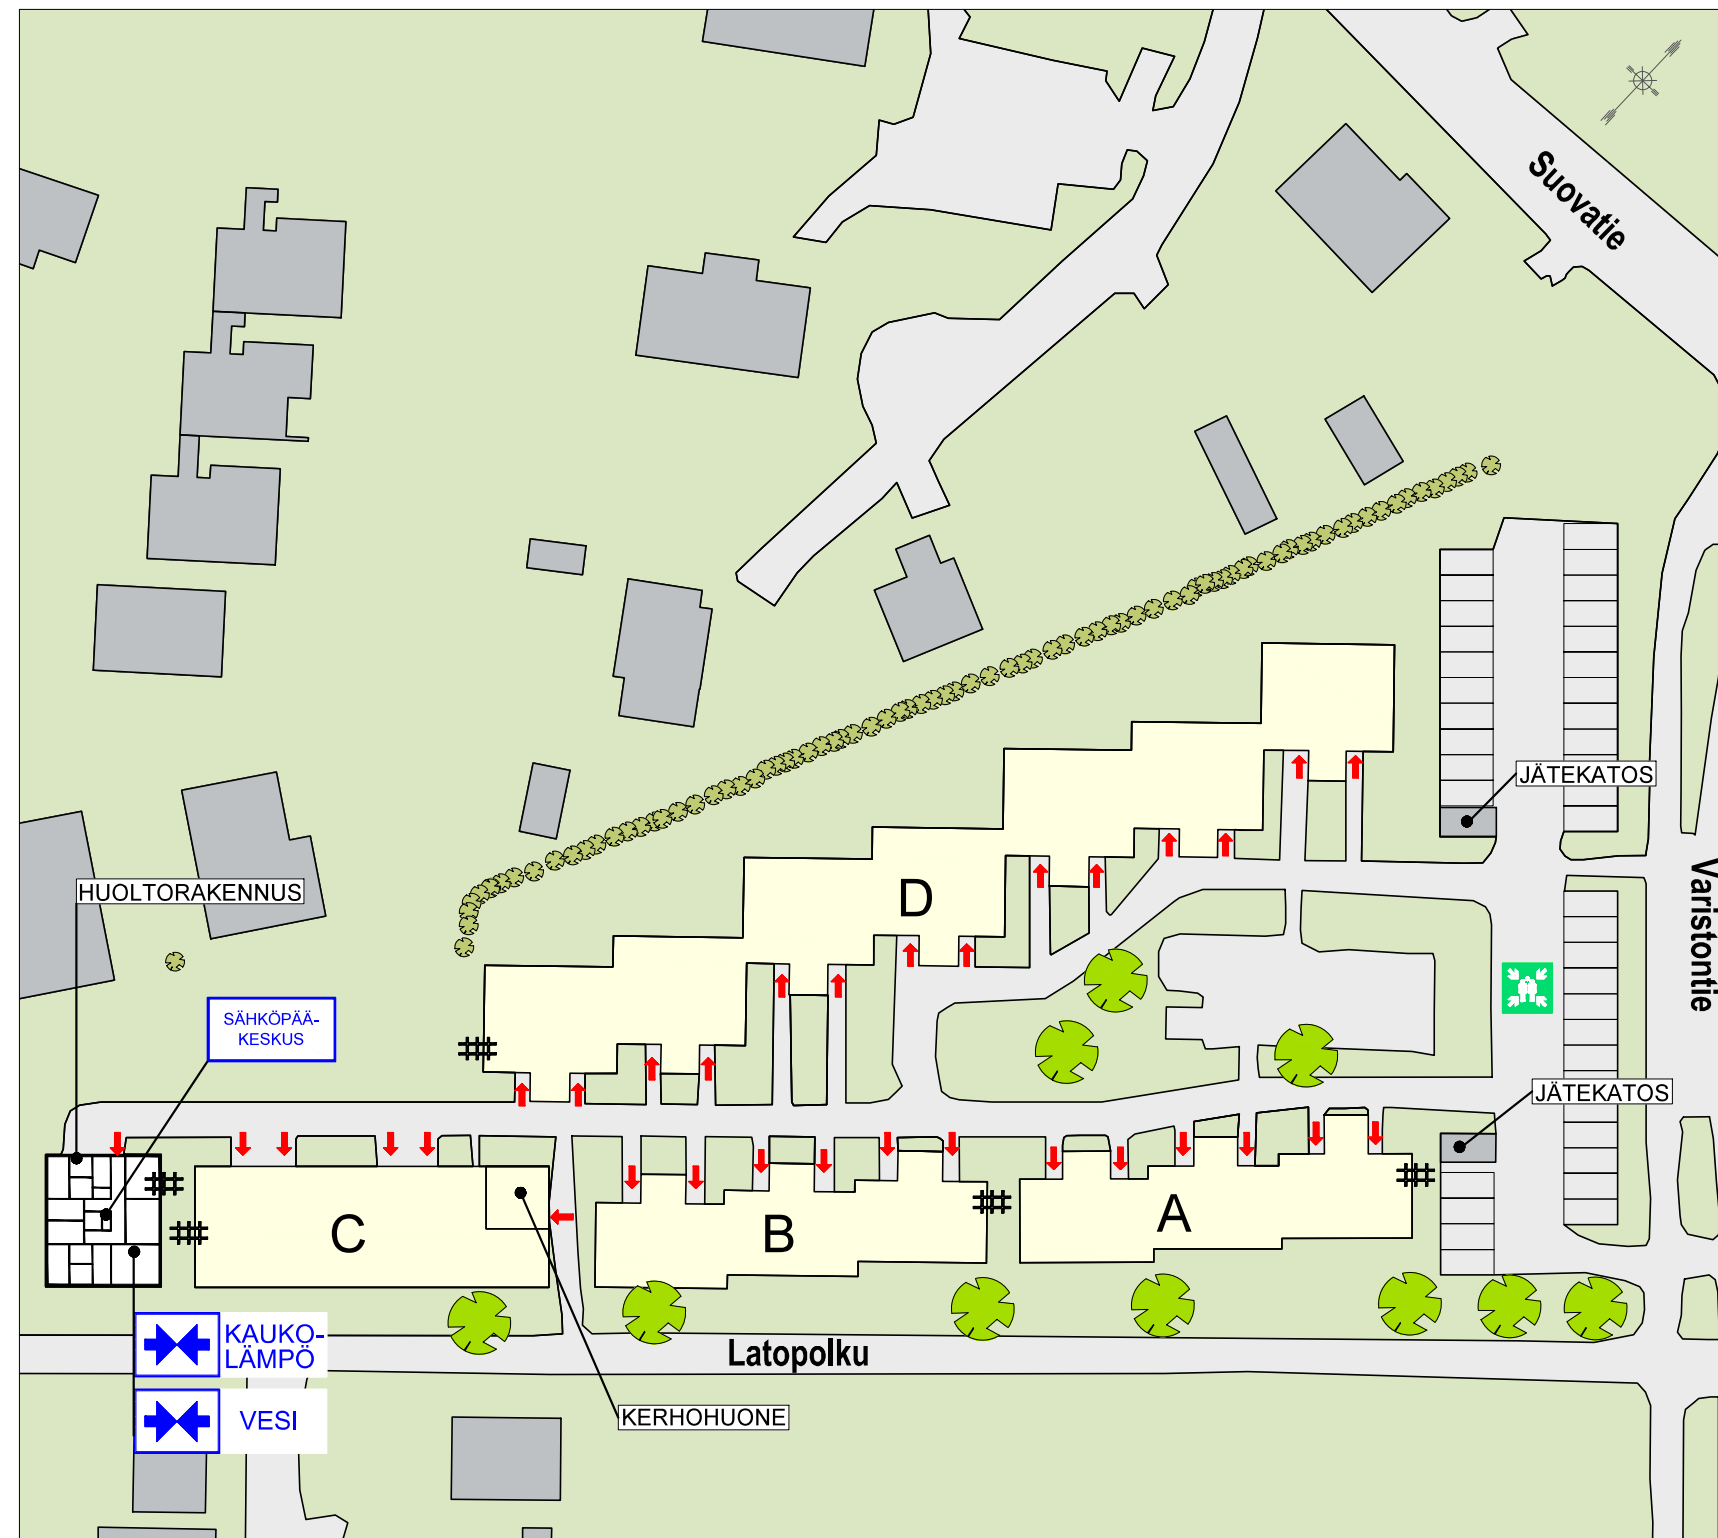 Suovatie
JÄTEKATOS
Varistontie
HUOLTORAKENNUS
D
SÄHKÖPÄÄ-
KESKUS
JÄTEKATOS
C
B
A
KAUKO-
LÄMPÖ
Latopolku
VESI
KERHOHUONE